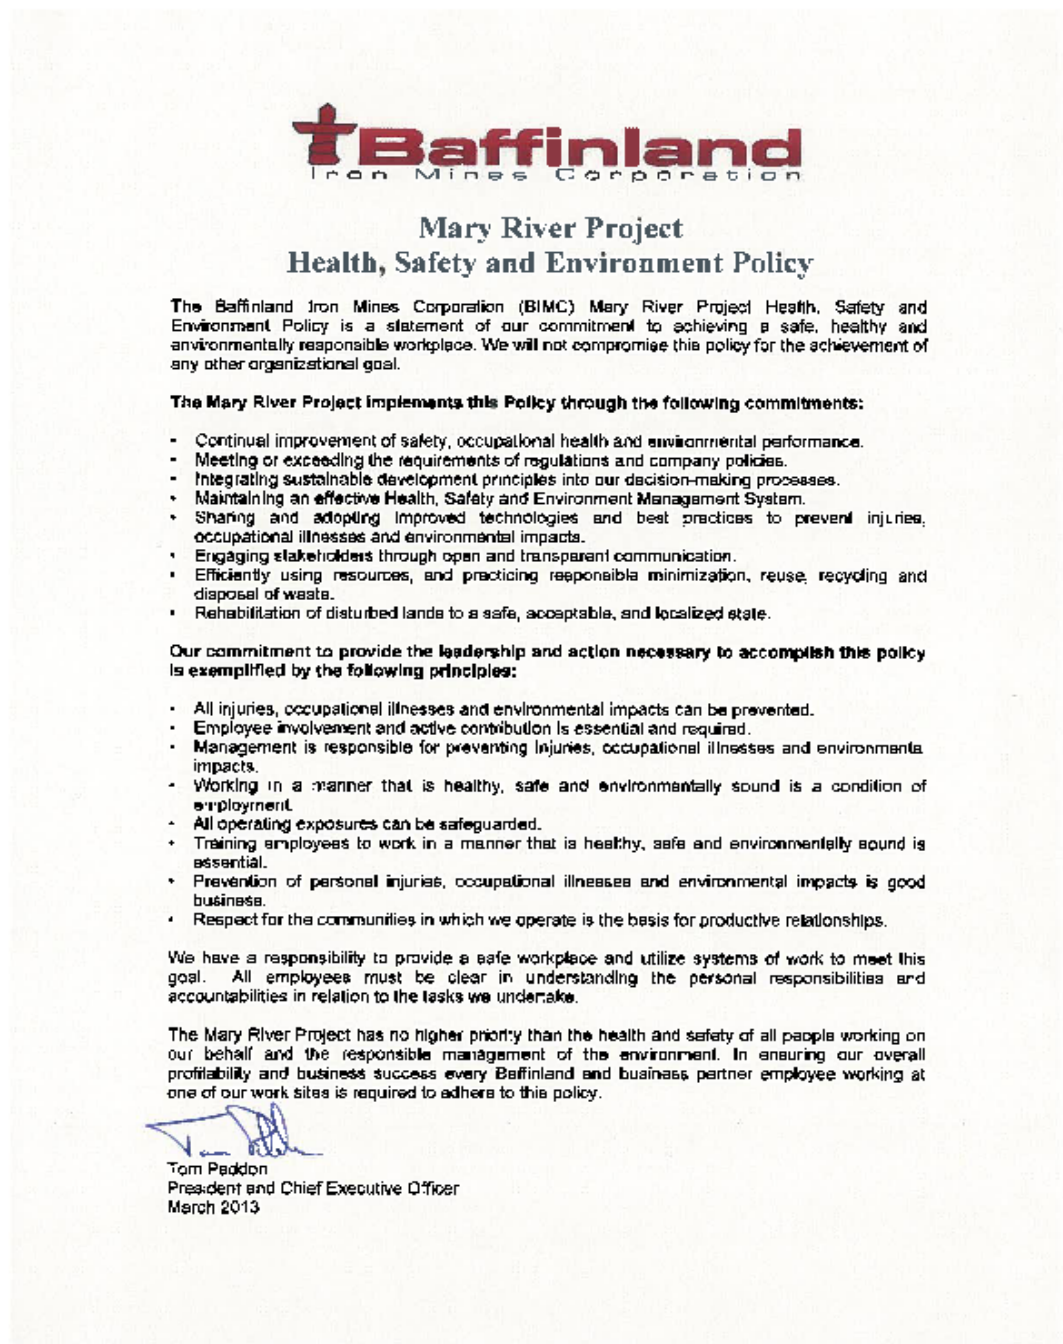 Baffinland
Iron Mines Corporation
Mary River Project
Health, Safety and Environment Policy
The Baffinland Iron Mines Corporation (BIMC) Mary River Project Health, Safety and
Environment Policy is a statement of our commitment to achieving a safe, healthy and
environmentally responsible workplace. We will not compromise this policy for the achievement of
any other organizational goal.
The Mary River Project implements this Policy through the following commitments:
- Continual improvement of safety, occupational health and environmental performance.
- Meeting or exceeding the requirements of regulations and company policies.
- Integrating sustainable development principles into our decision-making processes.
• Maintaining an effective Health, Safety and Environment Management System.
• Sharing and adopting improved technologies and best practices to prevent injuries,
occupational illnesses and environmental impacts.
• Engaging stakeholders through open and transparent communication.
• Efficiently using resources, and practicing responsible minimization, reuse, recycling and
disposal of waste.
• Rehabilitation of disturbed lands to a safe, acceptable, and localized state.
Our commitment to provide the leadership and action necessary to accomplish this policy
is exemplified by the following principles:
• All injuries, occupational illnesses and environmental impacts can be prevented.
• Employee involvement and active contribution is essential and required.
• Management is responsible for preventing injuries, occupational illnesses and environmental
impacts.
• Working in a manner that is healthy, safe and environmentally sound is a condition of
employment.
• All operating exposures can be safeguarded.
• Training employees to work in a manner that is healthy, safe and environmentally sound is
essential.
• Prevention of personal injuries, occupational illnesses and environmental impacts is good
business.
• Respect for the communities in which we operate is the basis for productive relationships.
We have a responsibility to provide a safe workplace and utilize systems of work to meet this
goal. All employees must be clear in understanding the personal responsibilities and
accountabilities in relation to the tasks we undertake.
The Mary River Project has no higher priority than the health and safety of all people working on
our behalf and the responsible management of the environment. In ensuring our overall
profitability and business success every Baffinland and business partner employee working at
one of our work sites is required to adhere to this policy.
Tom Paddon
President and Chief Executive Officer
March 2013